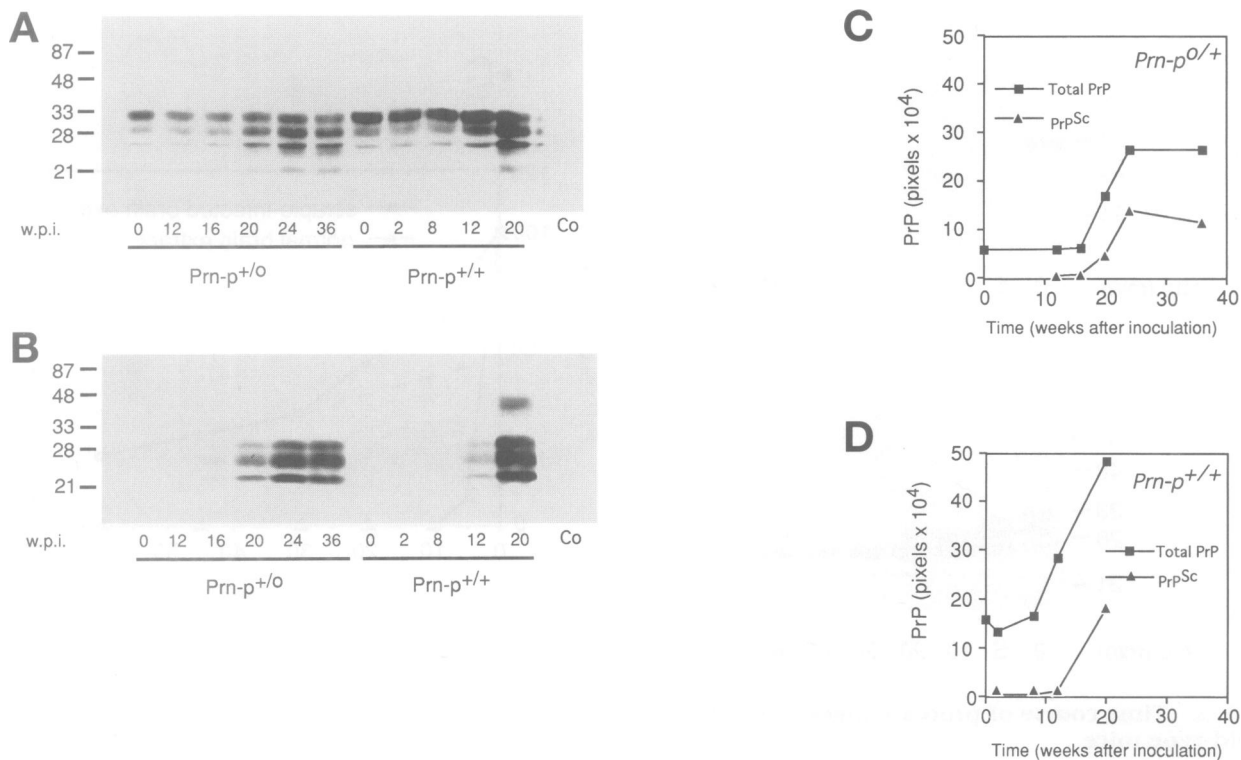 A
87
48
33
28
21
w.p.i. 0 12 16 20 24 36 0 2 8 12 20 Co
Prn-p+/o Prn-p+/+
B
87
48
33
28
21
w.p.i. 0 12 16 20 24 36 0 2 8 12 20 Co
Prn-p+/o Prn-p+/+
C
50
40
30
20
10
0
PrP (pixels x 10⁴)
Prn-p o/+
Total PrP
PrPSc
0 10 20 30 40
Time (weeks after inoculation)
D
50
40
30
20
10
0
PrP (pixels x 10⁴)
Prn-p+/+
Total PrP
PrPSc
0 10 20 30 40
Time (weeks after inoculation)